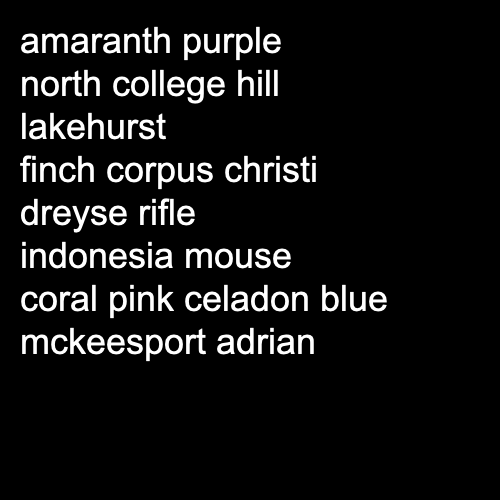 amaranth purple
north college hill
lakehurst
finch corpus christi
dreyse rifle
indonesia mouse
coral pink celadon blue
mckeesport adrian